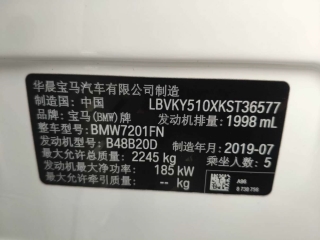 华晨宝马汽车有限公司制造
制造国：中国 LBVKY510XKST36577
品牌：宝马(BMW)牌 发动机排量：1998 mL
整车型号：BMW7201FN
发动机型号：B48B20D 制造年月：2019-07
最大允许总质量：2245 kg 乘坐人数：5
发动机最大净功率：185 kW
最大允许牵引质量：-- kg